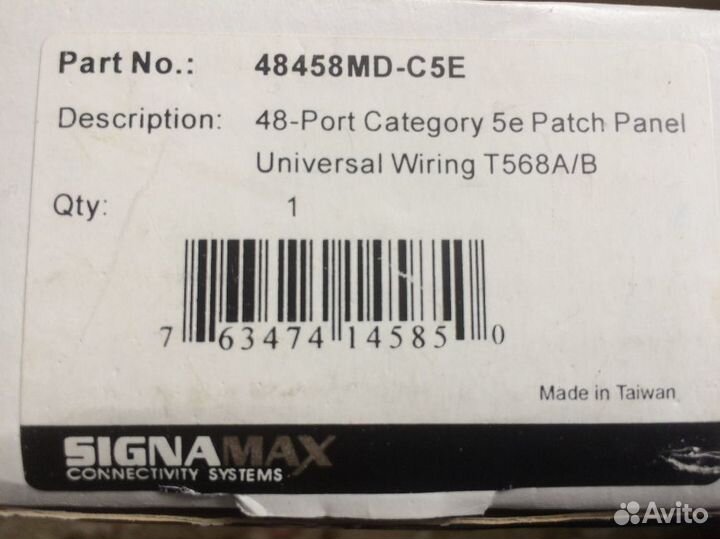 Part No.: 48458MD-C5E
Description: 48-Port Category 5e Patch Panel
Universal Wiring T568A/B
Qty: 1
7 63474 14585 0
Made in Taiwan
SIGNAMAX
CONNECTIVITY SYSTEMS
Avito